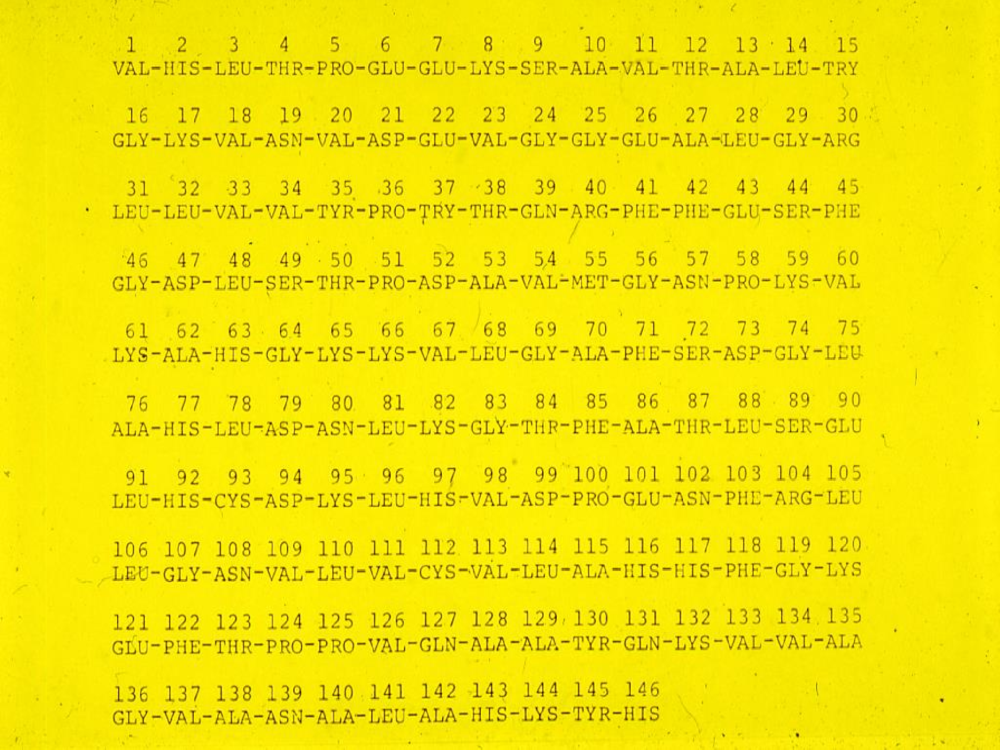 1 2 3 4 5 6 7 8 9 10 11 12 13 14 15
VAL-HIS-LEU-THR-PRO-GLU-GLU-LYS-SER-ALA-VAL-THR-ALA-LEU-TRY
16 17 18 19 20 21 22 23 24 25 26 27 28 29 30
GLY-LYS-VAL-ASN-VAL-ASP-GLU-VAL-GLY-GLY-GLU-ALA-LEU-GLY-ARG
31 32 33 34 35 36 37 38 39 40 41 42 43 44 45
LEU-LEU-VAL-VAL-TYR-PRO-TRY-THR-GLN-ARG-PHE-PHE-GLU-SER-PHE
46 47 48 49 50 51 52 53 54 55 56 57 58 59 60
GLY-ASP-LEU-SER-THR-PRO-ASP-ALA-VAL-MET-GLY-ASN-PRO-LYS-VAL
61 62 63 64 65 66 67 68 69 70 71 72 73 74 75
LYS-ALA-HIS-GLY-LYS-LYS-VAL-LEU-GLY-ALA-PHE-SER-ASP-GLY-LEU
76 77 78 79 80 81 82 83 84 85 86 87 88 89 90
ALA-HIS-LEU-ASP-ASN-LEU-LYS-GLY-THR-PHE-ALA-THR-LEU-SER-GLU
91 92 93 94 95 96 97 98 99 100 101 102 103 104 105
LEU-HIS-CYS-ASP-LYS-LEU-HIS-VAL-ASP-PRO-GLU-ASN-PHE-ARG-LEU
106 107 108 109 110 111 112 113 114 115 116 117 118 119 120
LEU-GLY-ASN-VAL-LEU-VAL-CYS-VAL-LEU-ALA-HIS-HIS-PHE-GLY-LYS
121 122 123 124 125 126 127 128 129 130 131 132 133 134 135
GLU-PHE-THR-PRO-PRO-VAL-GLN-ALA-ALA-TYR-GLN-LYS-VAL-VAL-ALA
136 137 138 139 140 141 142 143 144 145 146
GLY-VAL-ALA-ASN-ALA-LEU-ALA-HIS-LYS-TYR-HIS